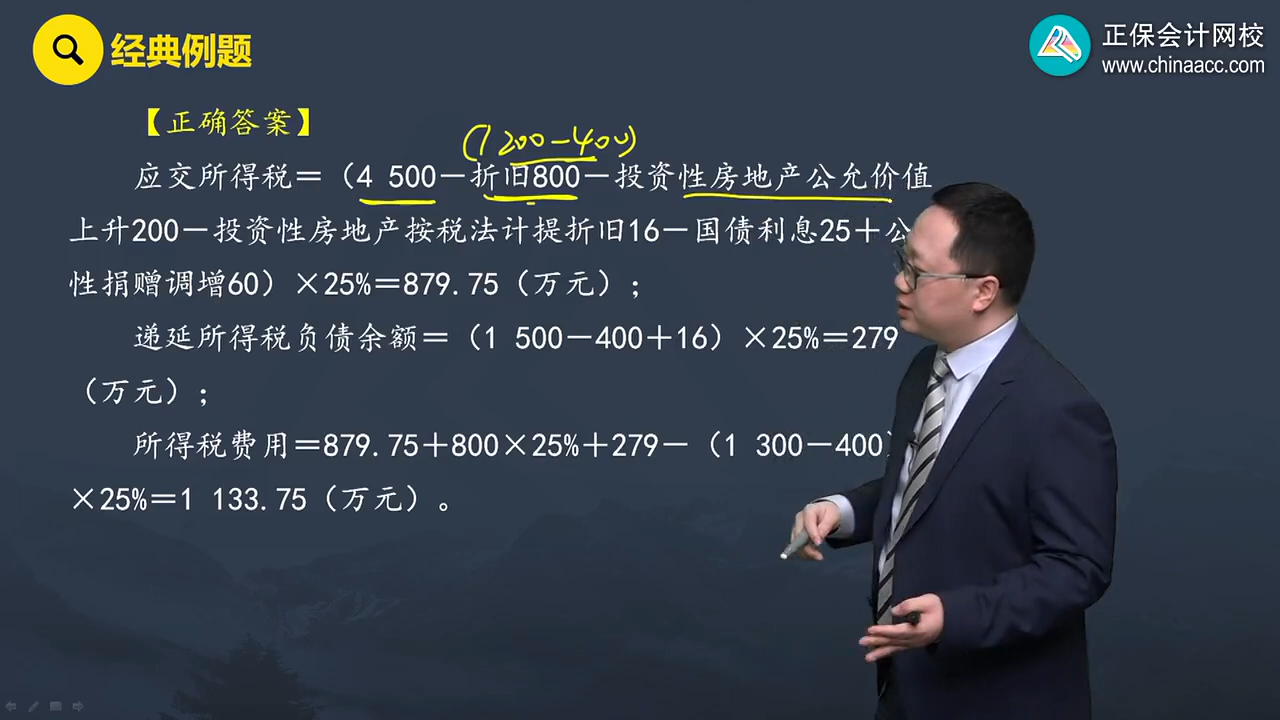 经典例题
正保会计网校
www.chinaacc.com
【正确答案】
(1200-400)
应交所得税＝（4 500－折旧800－投资性房地产公允价值
上升200－投资性房地产按税法计提折旧16－国债利息25＋公
性捐赠调增60）×25%＝879.75（万元）；
递延所得税负债余额＝（1 500－400＋16）×25%＝279
（万元）；
所得税费用＝879.75＋800×25%＋279－（1 300－400）
×25%＝1 133.75（万元）。